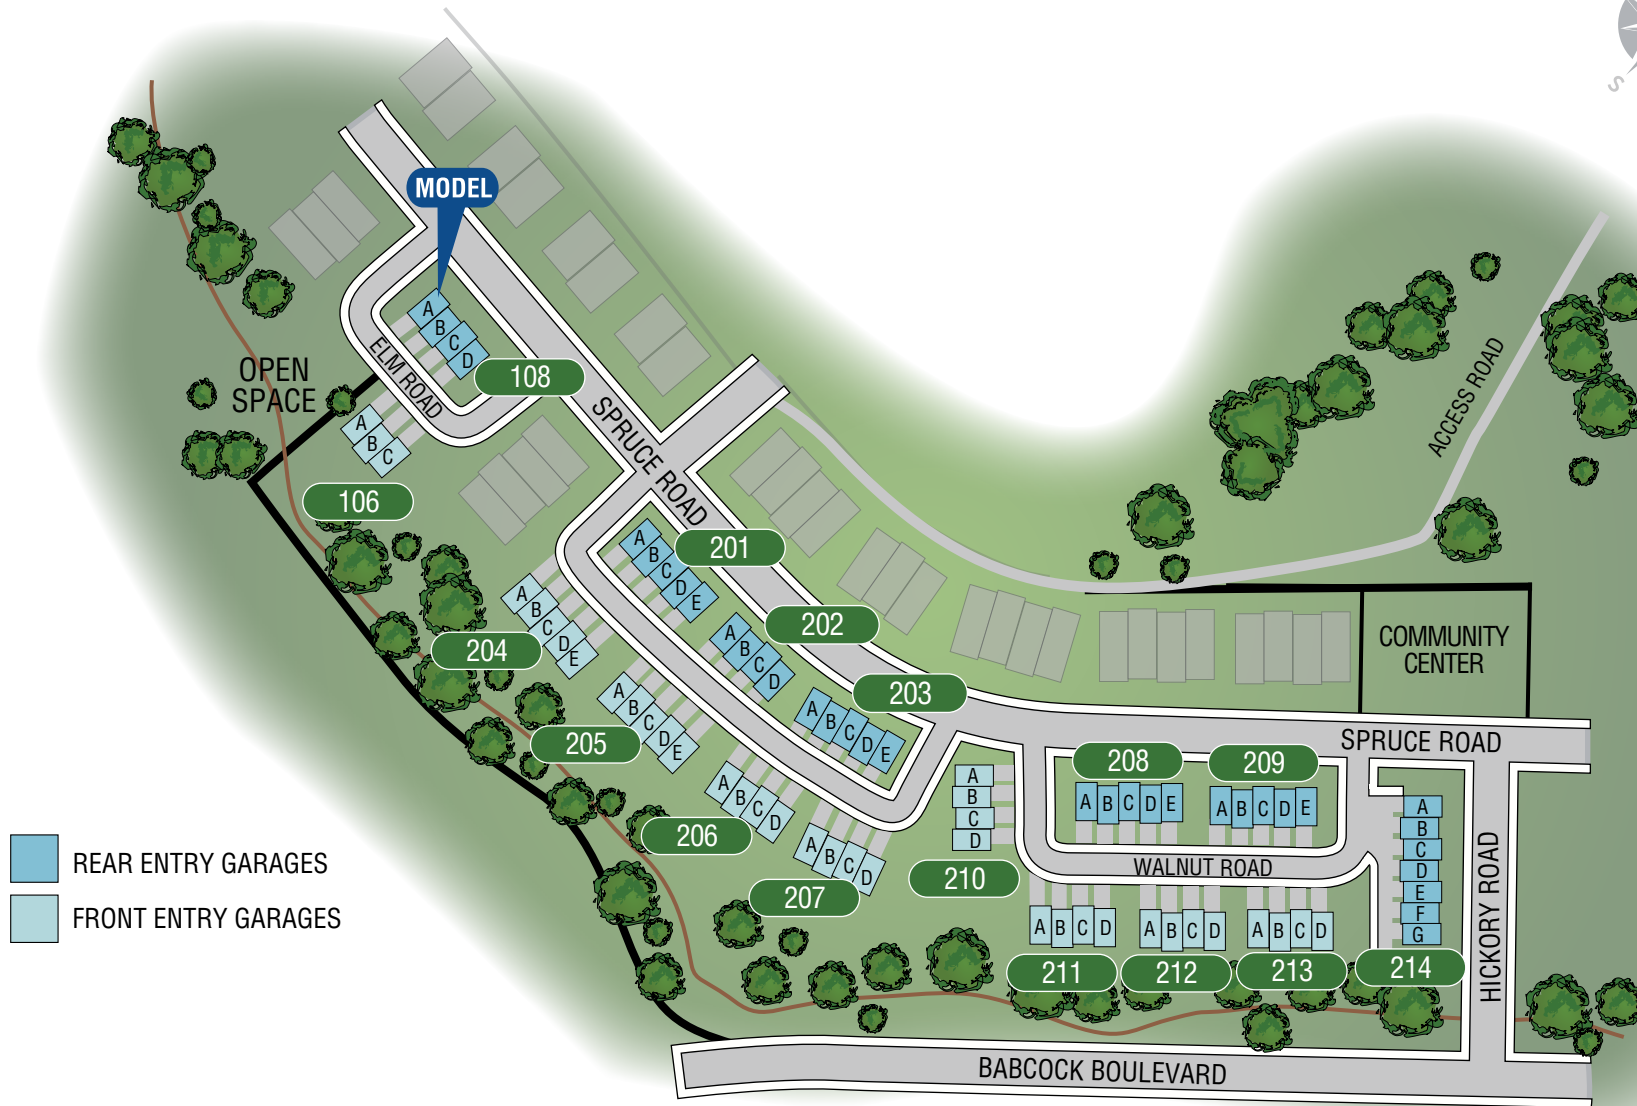 S
MODEL
A
B
C
D
108
ELM ROAD
OPEN
SPACE
A
B
C
106
SPRUCE ROAD
ACCESS ROAD
A
B
C
D
E
201
A
B
C
D
202
A
B
C
D
E
203
A
B
C
D
E
204
A
B
C
D
E
205
A
B
C
D
206
A
B
C
D
207
COMMUNITY
CENTER
SPRUCE ROAD
208
A B C D E
209
A B C D E
A
B
C
D
210
WALNUT ROAD
A B C D
211
A B C D
212
A B C D
213
A
B
C
D
E
F
G
214
HICKORY ROAD
BABCOCK BOULEVARD
REAR ENTRY GARAGES
FRONT ENTRY GARAGES